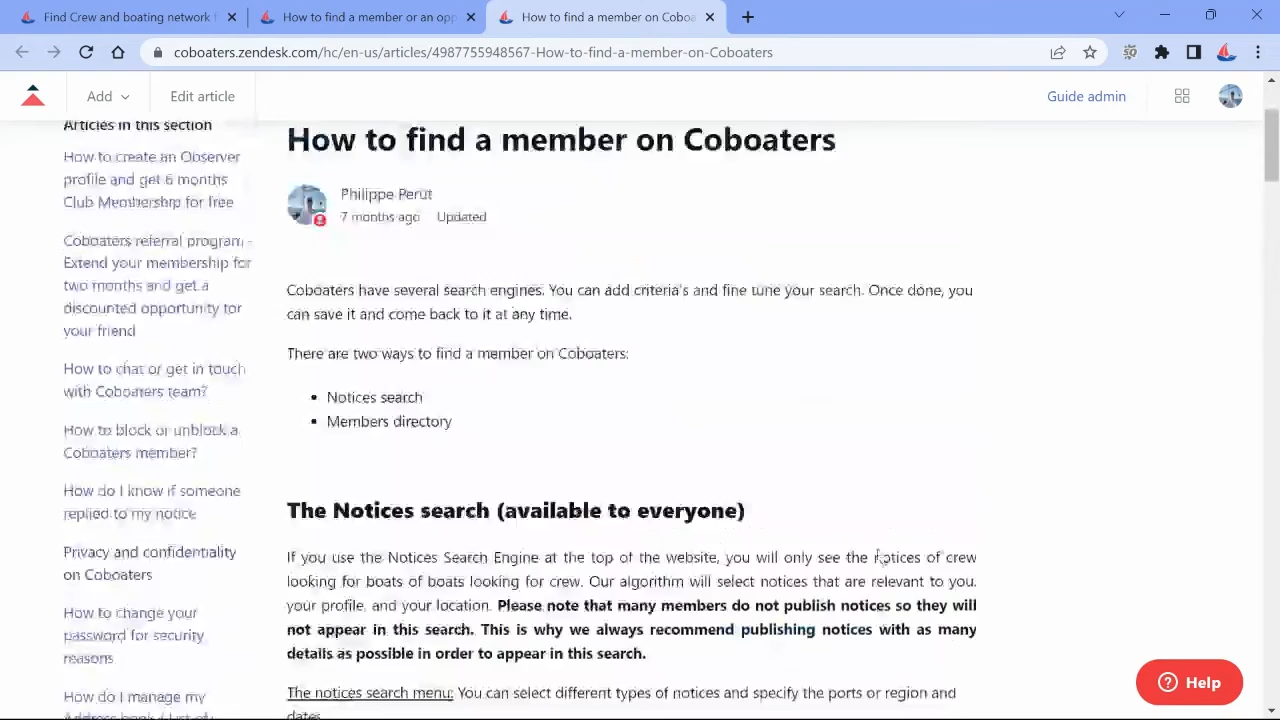 Find Crew and boating network f
How to find a member or an opp
How to find a member on Coboa
coboaters.zendesk.com/hc/en-us/articles/4987755948567-How-to-find-a-member-on-Coboaters
Add
Edit article
Guide admin
Articles in this section
How to create an Observer
profile and get 6 months
Club Membership for free
Coboaters referral program -
Extend your membership for
two months and get a
discounted opportunity for
your friend
How to chat or get in touch
with Coboaters team?
How to block or unblock a
Coboaters member?
How do I know if someone
replied to my notice
Privacy and confidentiality
on Coboaters
How to change your
password for security
reasons
How do I manage my
Address book / List of
How to find a member on Coboaters
Philippe Perut
7 months ago Updated
Coboaters have several search engines. You can add criteria's and fine tune your search. Once done, you
can save it and come back to it at any time.
There are two ways to find a member on Coboaters:
Notices search
Members directory
The Notices search (available to everyone)
If you use the Notices Search Engine at the top of the website, you will only see the notices of crew
looking for boats of boats looking for crew. Our algorithm will select notices that are relevant to you,
your profile, and your location. Please note that many members do not publish notices so they will
not appear in this search. This is why we always recommend publishing notices with as many
details as possible in order to appear in this search.
The notices search menu: You can select different types of notices and specify the ports or region and
dates
Help